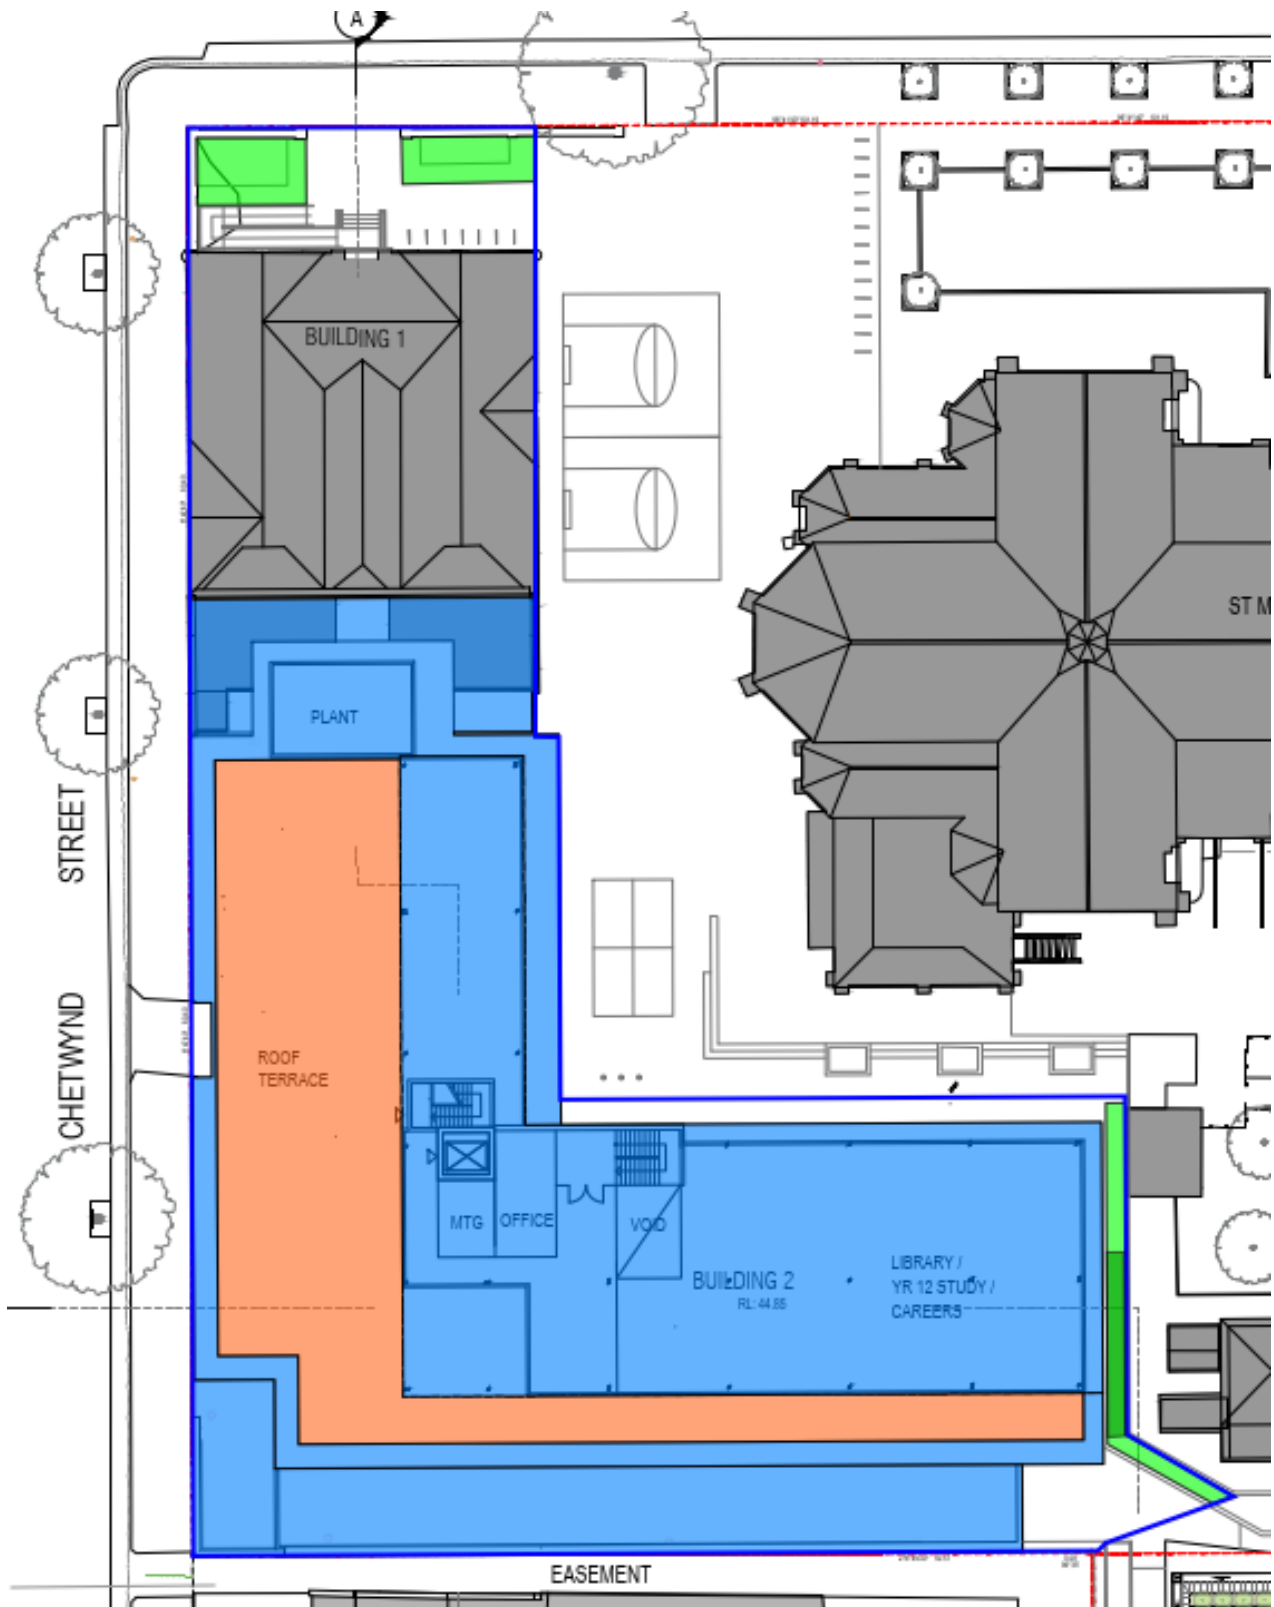 A
BUILDING 1
ST M
PLANT
STREET
CHETWYND
ROOF
TERRACE
MTG
OFFICE
VOID
BUILDING 2
RL: 44.85
LIBRARY /
YR 12 STUDY /
CAREERS
EASEMENT